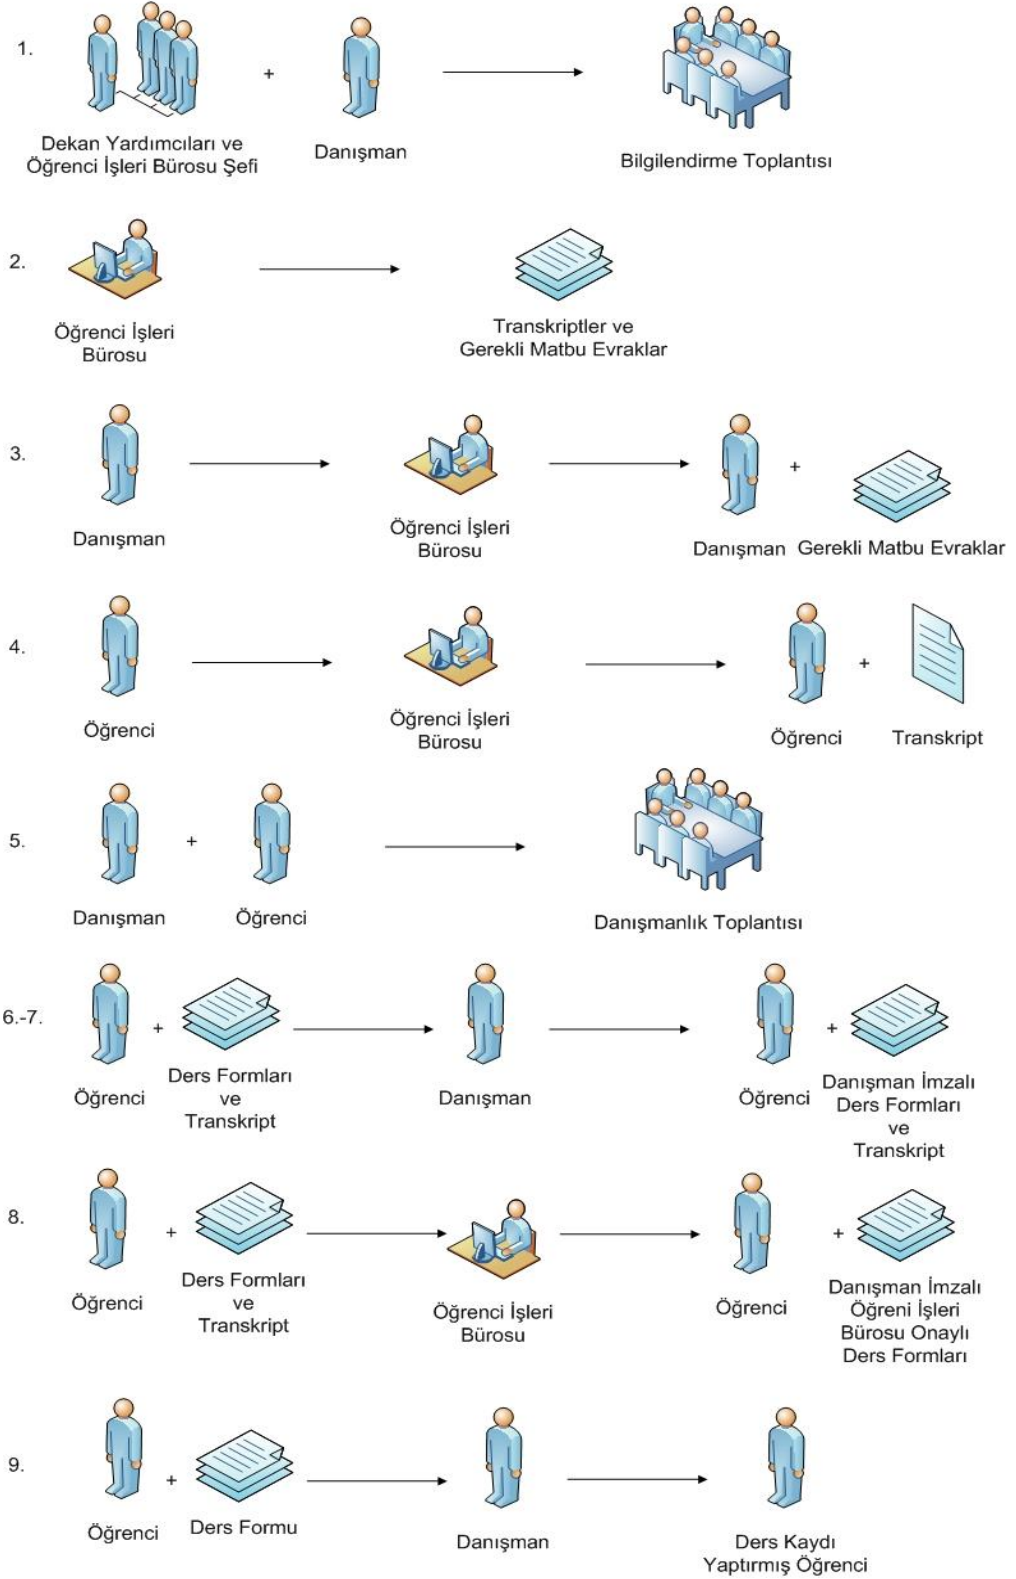 1.
+
Dekan Yardımcıları ve
Öğrenci İşleri Bürosu Şefi
Danışman
Bilgilendirme Toplantısı
2.
Öğrenci İşleri
Bürosu
Transkriptler ve
Gerekli Matbu Evraklar
3.
+
Danışman
Öğrenci İşleri
Bürosu
Danışman
Gerekli Matbu Evraklar
4.
+
Öğrenci
Öğrenci İşleri
Bürosu
Öğrenci
Transkript
5.
+
Danışman
Öğrenci
Danışmanlık Toplantısı
6.-7.
+
+
Öğrenci
Ders Formları
ve
Transkript
Danışman
Öğrenci
Danışman İmzalı
Ders Formları
ve
Transkript
8.
+
+
Öğrenci
Ders Formları
ve
Transkript
Öğrenci İşleri
Bürosu
Öğrenci
Danışman İmzalı
Öğreni İşleri
Bürosu Onaylı
Ders Formları
9.
+
Öğrenci
Ders Formu
Danışman
Ders Kaydı
Yaptırmış Öğrenci